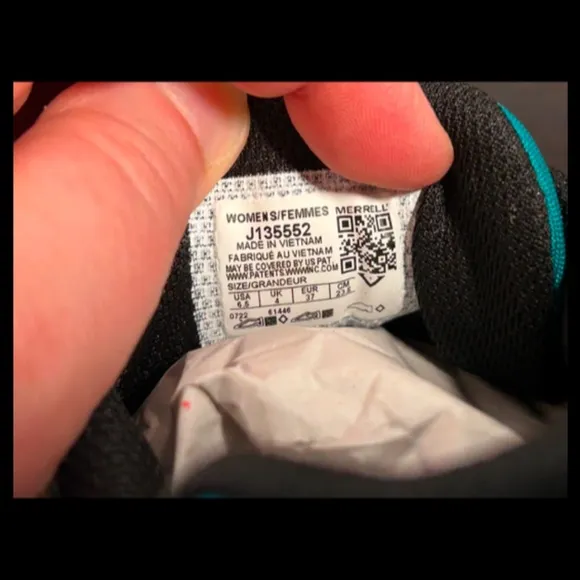 WOMENS/FEMMES MERRELL
J135552
MADE IN VIETNAM
FABRIQUÉ AU VIETNAM
MAY BE COVERED BY US PAT
WWW.PATENTS.WWWINC.COM
SIZE/GRANDEUR
USA UK EUR CM
6.5 4 37 23.5
0722 61446